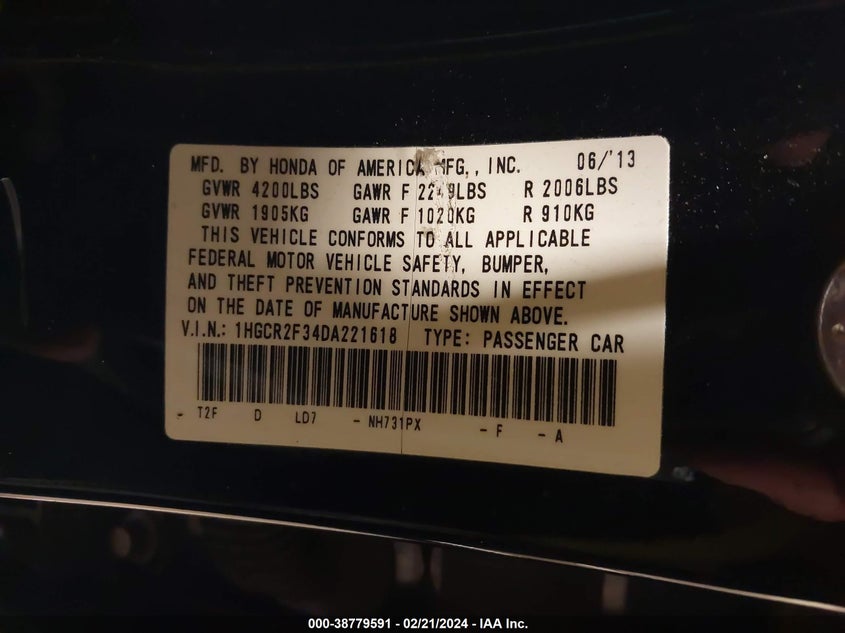 MFD. BY HONDA OF AMERICA MFG., INC. 06/'13
GVWR 4200LBS GAWR F 2249LBS R 2006LBS
GVWR 1905KG GAWR F 1020KG R 910KG
THIS VEHICLE CONFORMS TO ALL APPLICABLE
FEDERAL MOTOR VEHICLE SAFETY, BUMPER,
AND THEFT PREVENTION STANDARDS IN EFFECT
ON THE DATE OF MANUFACTURE SHOWN ABOVE.
V.I.N.: 1HGCR2F34DA221618 TYPE: PASSENGER CAR
- T2F D LD7 - NH731PX - F - A
000-38779591 - 02/21/2024 - IAA Inc.